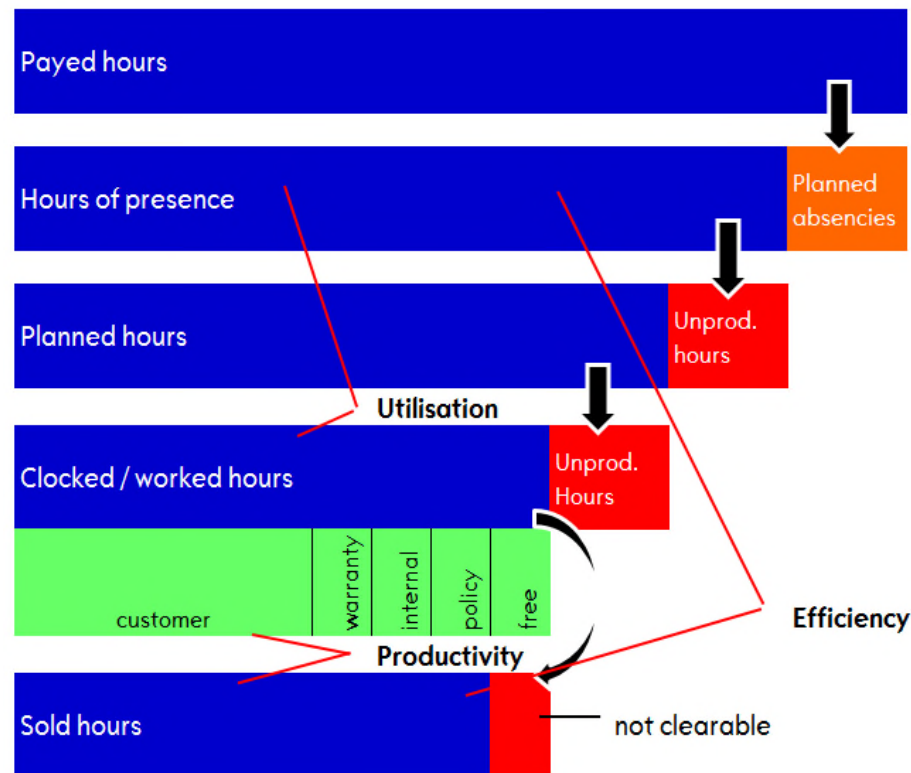 Payed hours
Hours of presence
Planned
absencies
Planned hours
Unprod.
hours
Utilisation
Clocked / worked hours
Unprod.
Hours
customer
warranty
internal
policy
free
Efficiency
Productivity
Sold hours
not clearable